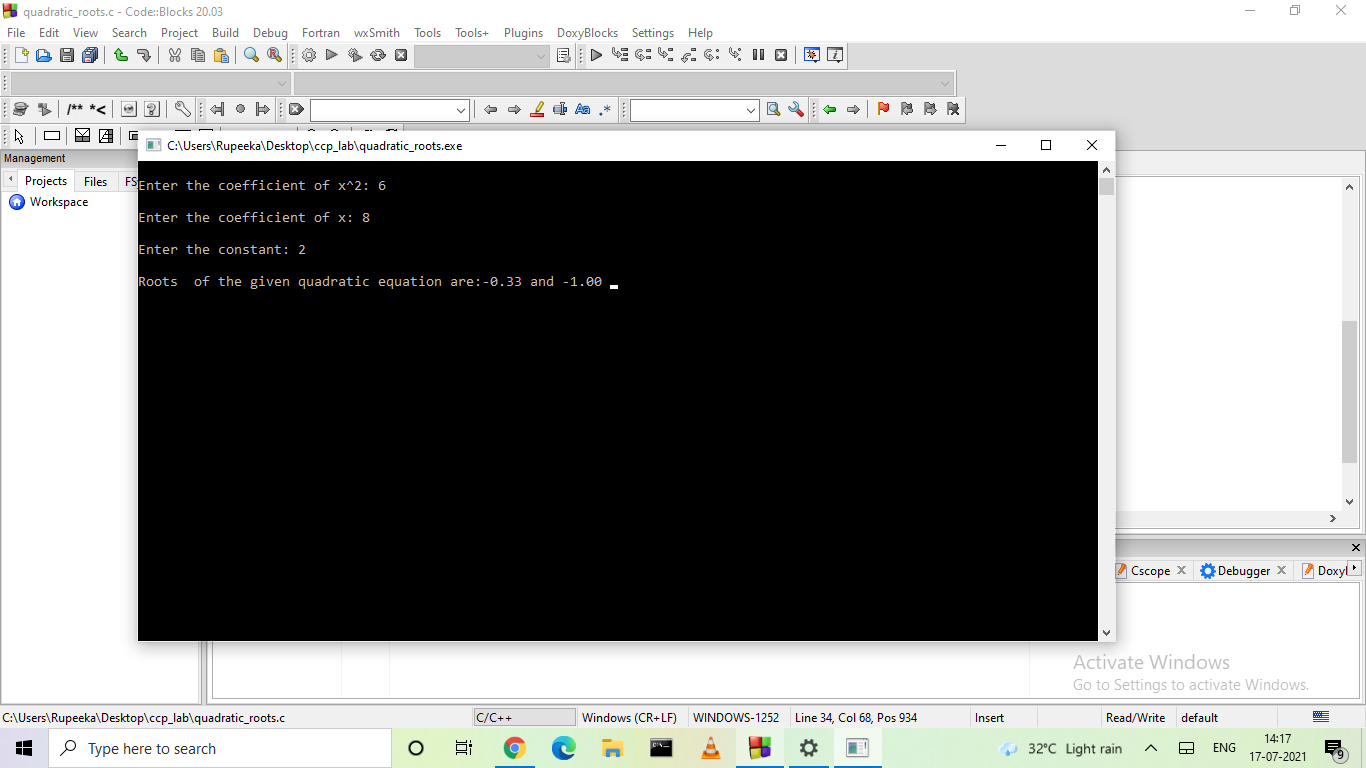 quadratic_roots.c - Code::Blocks 20.03
File Edit View Search Project Build Debug Fortran wxSmith Tools Tools+ Plugins DoxyBlocks Settings Help
/** *<
Aa .*
Management
C:\Users\Rupeeka\Desktop\ccp_lab\quadratic_roots.exe
Projects Files FS
Workspace
Enter the coefficient of x^2: 6
Enter the coefficient of x: 8
Enter the constant: 2
Roots  of the given quadratic equation are:-0.33 and -1.00
Cscope Debugger Doxyl
Activate Windows
Go to Settings to activate Windows.
C:\Users\Rupeeka\Desktop\ccp_lab\quadratic_roots.c C/C++ Windows (CR+LF) WINDOWS-1252 Line 34, Col 68, Pos 934 Insert Read/Write default
Type here to search
32°C Light rain
ENG
14:17
17-07-2021
9